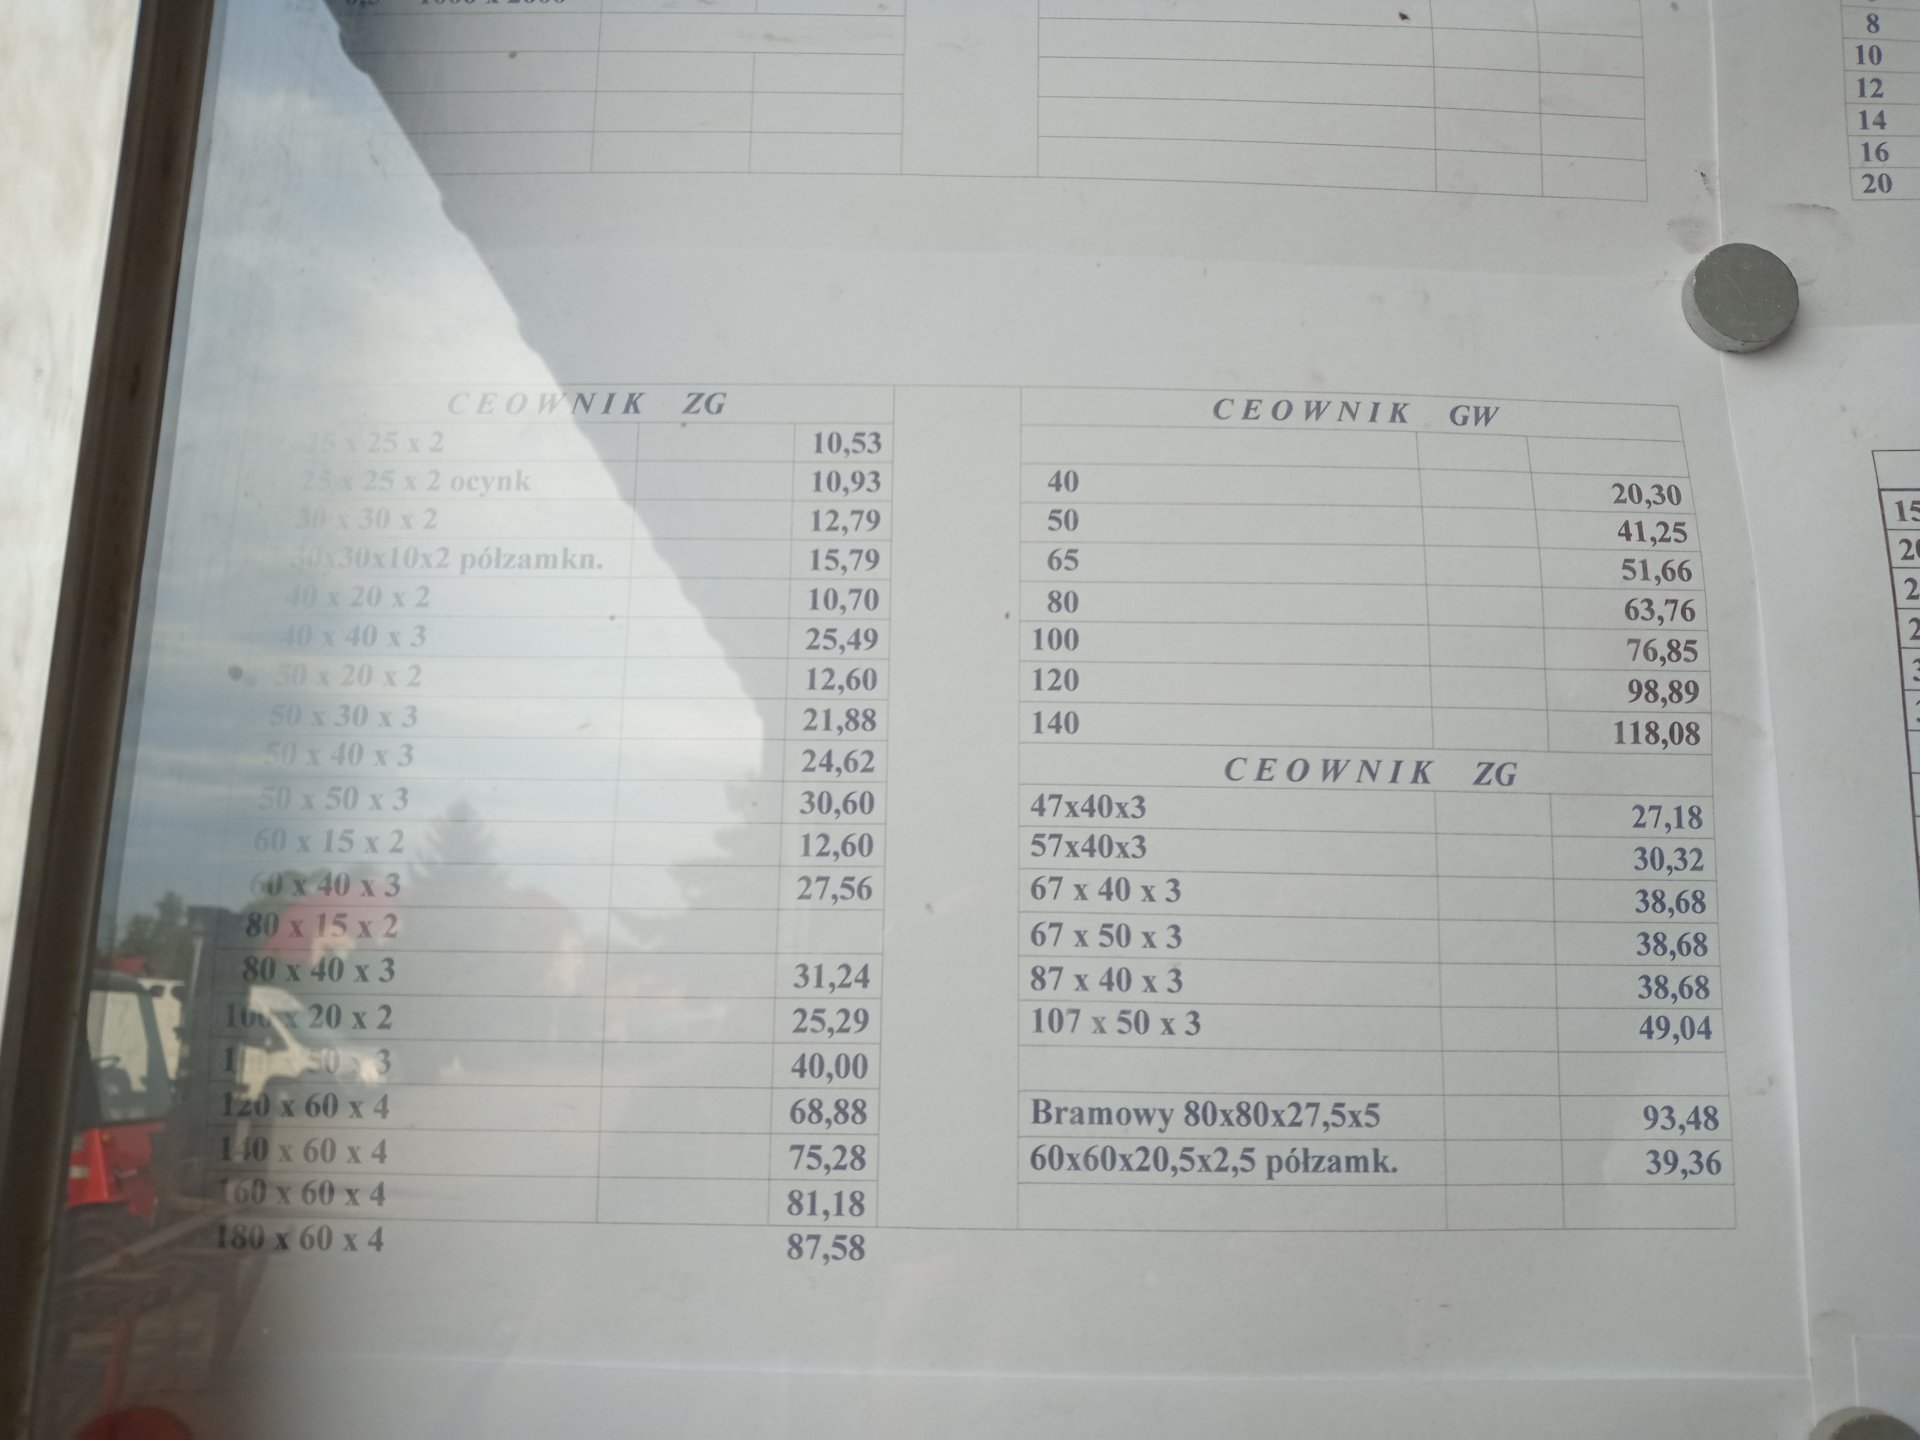 1000 x 2000
8
10
12
14
16
20
CEOWNIK ZG
25 x 25 x 2 10,53
25 x 25 x 2 ocynk 10,93
30 x 30 x 2 12,79
30x30x10x2 półzamkn. 15,79
40 x 20 x 2 10,70
40 x 40 x 3 25,49
50 x 20 x 2 12,60
50 x 30 x 3 21,88
50 x 40 x 3 24,62
50 x 50 x 3 30,60
60 x 15 x 2 12,60
60 x 40 x 3 27,56
80 x 15 x 2
80 x 40 x 3 31,24
100 x 20 x 2 25,29
50 x 3 40,00
120 x 60 x 4 68,88
140 x 60 x 4 75,28
160 x 60 x 4 81,18
180 x 60 x 4 87,58
CEOWNIK GW
40 20,30
50 41,25
65 51,66
80 63,76
100 76,85
120 98,89
140 118,08
CEOWNIK ZG
47x40x3 27,18
57x40x3 30,32
67 x 40 x 3 38,68
67 x 50 x 3 38,68
87 x 40 x 3 38,68
107 x 50 x 3 49,04
Bramowy 80x80x27,5x5 93,48
60x60x20,5x2,5 półzamk. 39,36